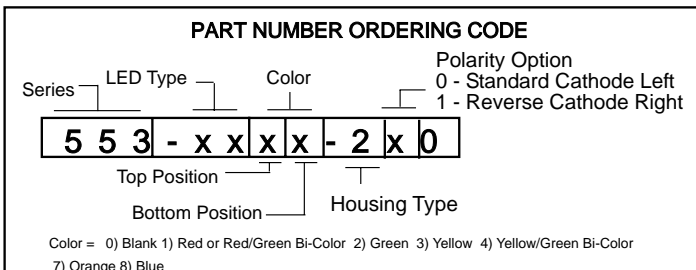 PART NUMBER ORDERING CODE
Polarity Option
0 - Standard Cathode Left
1 - Reverse Cathode Right
Series LED Type Color
5 5 3 - x x x x - 2 x 0
Top Position
Bottom Position Housing Type
Color = 0) Blank 1) Red or Red/Green Bi-Color 2) Green 3) Yellow 4) Yellow/Green Bi-Color
7) Orange 8) Blue